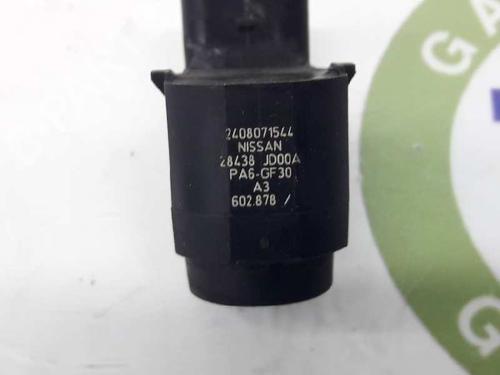 2408071544
NISSAN
28438 JD00A
PA6-GF30
A3
602.878 /
G A
G